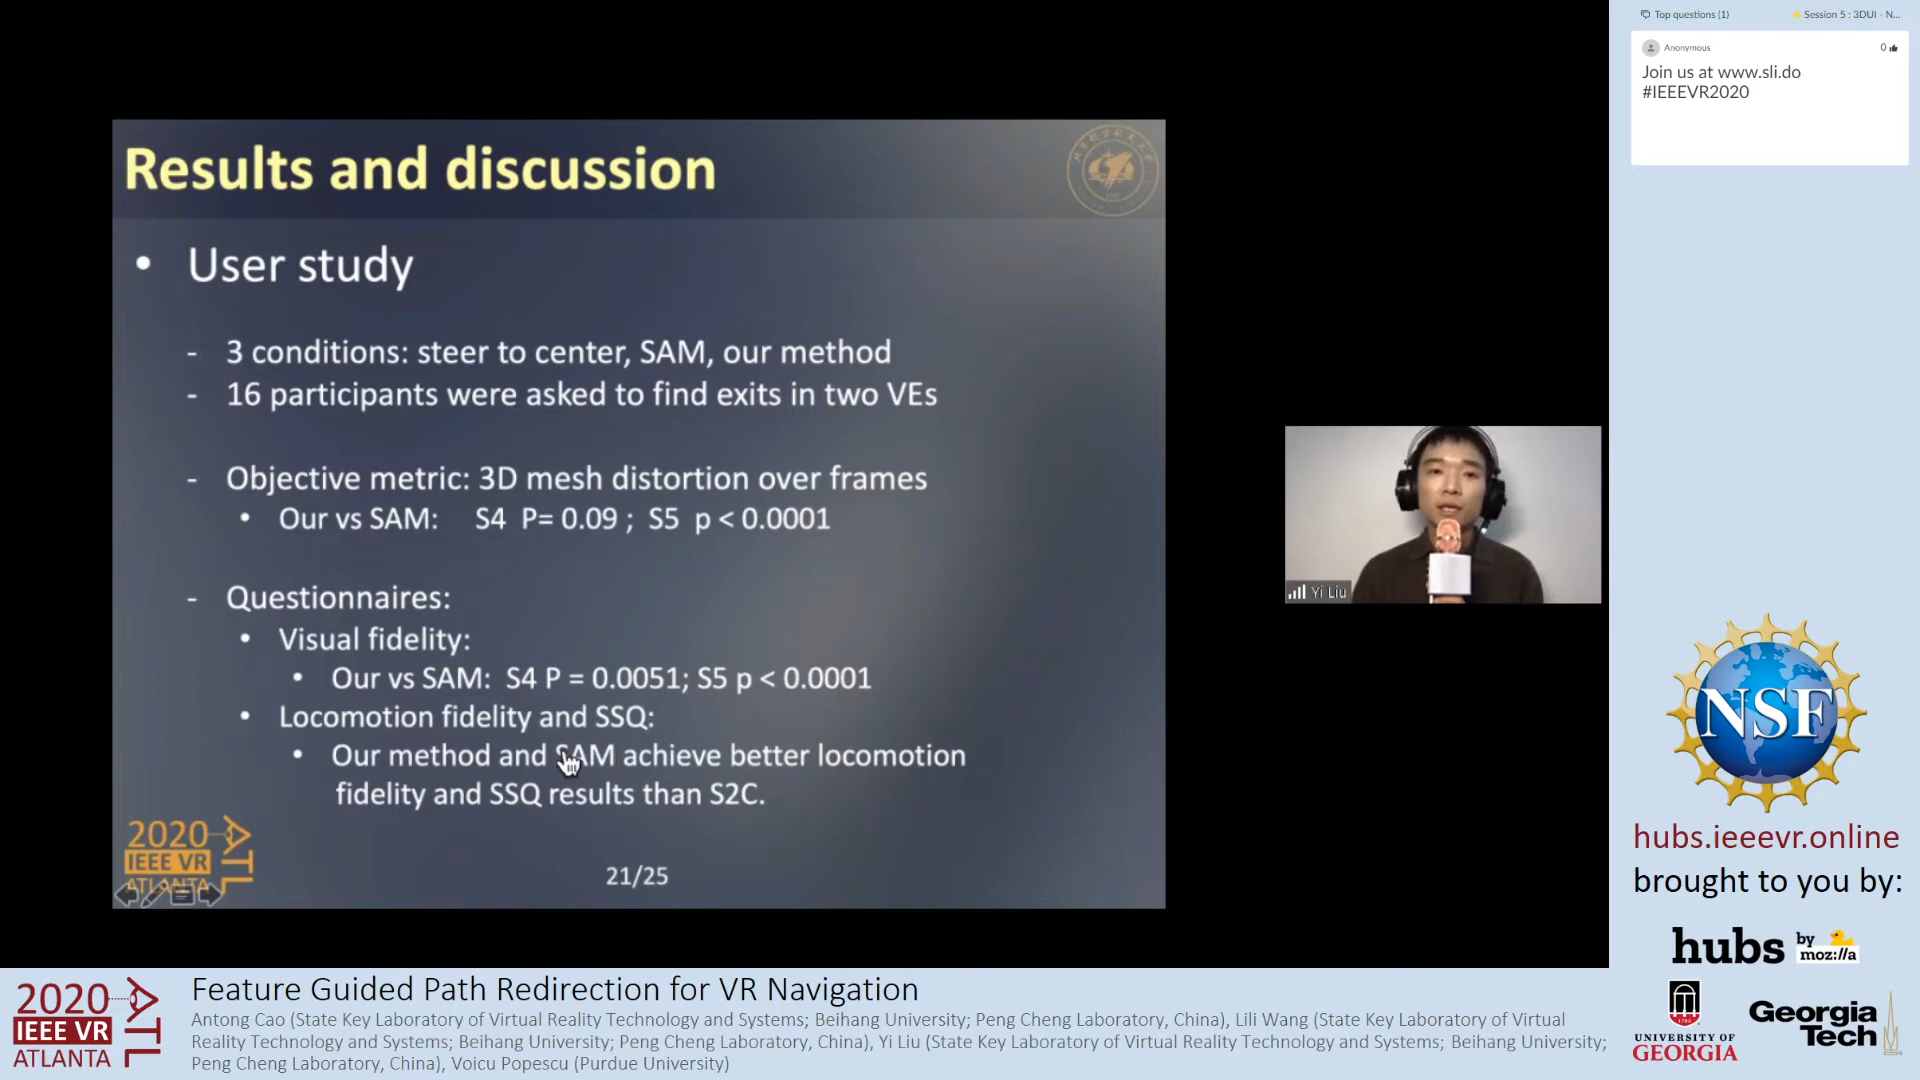 Top questions (1)
Session 5 : 3DUI - N...
Anonymous
0
Join us at www.sli.do
#IEEEVR2020
Results and discussion
• User study
- 3 conditions: steer to center, SAM, our method
- 16 participants were asked to find exits in two VEs
- Objective metric: 3D mesh distortion over frames
• Our vs SAM: S4 P= 0.09 ; S5 p < 0.0001
- Questionnaires:
• Visual fidelity:
• Our vs SAM: S4 P = 0.0051; S5 p < 0.0001
• Locomotion fidelity and SSQ:
• Our method and SAM achieve better locomotion
fidelity and SSQ results than S2C.
2020
IEEE VR
ATLANTA
ATL
21/25
Yi Liu
NSF
hubs.ieeevr.online
brought to you by:
hubs by
moz://a
UNIVERSITY OF
GEORGIA
Georgia
Tech
2020
IEEE VR
ATLANTA
ATL
Feature Guided Path Redirection for VR Navigation
Antong Cao (State Key Laboratory of Virtual Reality Technology and Systems; Beihang University; Peng Cheng Laboratory, China), Lili Wang (State Key Laboratory of Virtual
Reality Technology and Systems; Beihang University; Peng Cheng Laboratory, China), Yi Liu (State Key Laboratory of Virtual Reality Technology and Systems; Beihang University;
Peng Cheng Laboratory, China), Voicu Popescu (Purdue University)